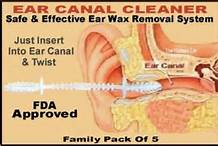 EAR CANAL CLEANER
Safe & Effective Ear Wax Removal System
Just Insert
Into Ear Canal
& Twist
Ear Canal
FDA
Approved
Family Pack Of 5